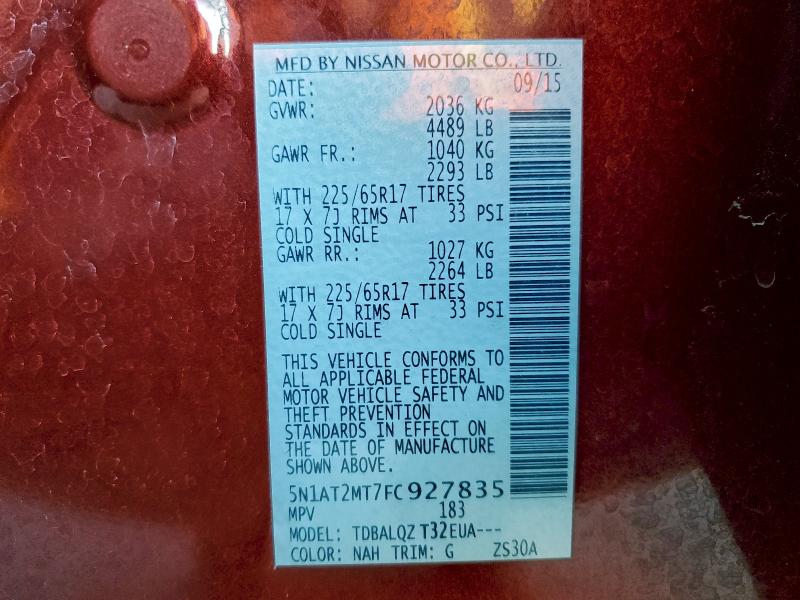 MFD BY NISSAN MOTOR CO., LTD.
DATE: 09/15
GVWR: 2036 KG
4489 LB
GAWR FR.: 1040 KG
2293 LB
WITH 225/65R17 TIRES
17 X 7J RIMS AT 33 PSI
COLD SINGLE
GAWR RR.: 1027 KG
2264 LB
WITH 225/65R17 TIRES
17 X 7J RIMS AT 33 PSI
COLD SINGLE
THIS VEHICLE CONFORMS TO
ALL APPLICABLE FEDERAL
MOTOR VEHICLE SAFETY AND
THEFT PREVENTION
STANDARDS IN EFFECT ON
THE DATE OF MANUFACTURE
SHOWN ABOVE.
5N1AT2MT7FC927835
MPV 183
MODEL: TDBALQZ T32EUA---
COLOR: NAH TRIM: G ZS30A